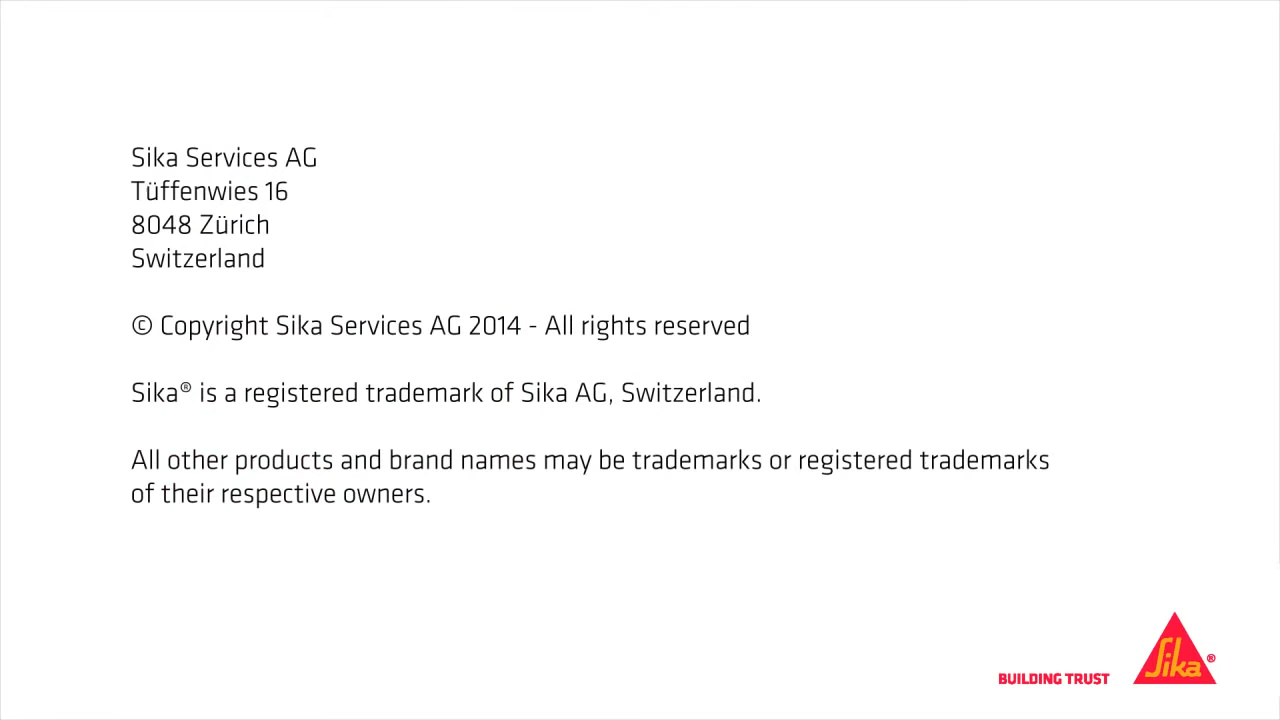 Sika Services AG
Tüffenwies 16
8048 Zürich
Switzerland
© Copyright Sika Services AG 2014 - All rights reserved
Sika® is a registered trademark of Sika AG, Switzerland.
All other products and brand names may be trademarks or registered trademarks
of their respective owners.
BUILDING TRUST
Sika®